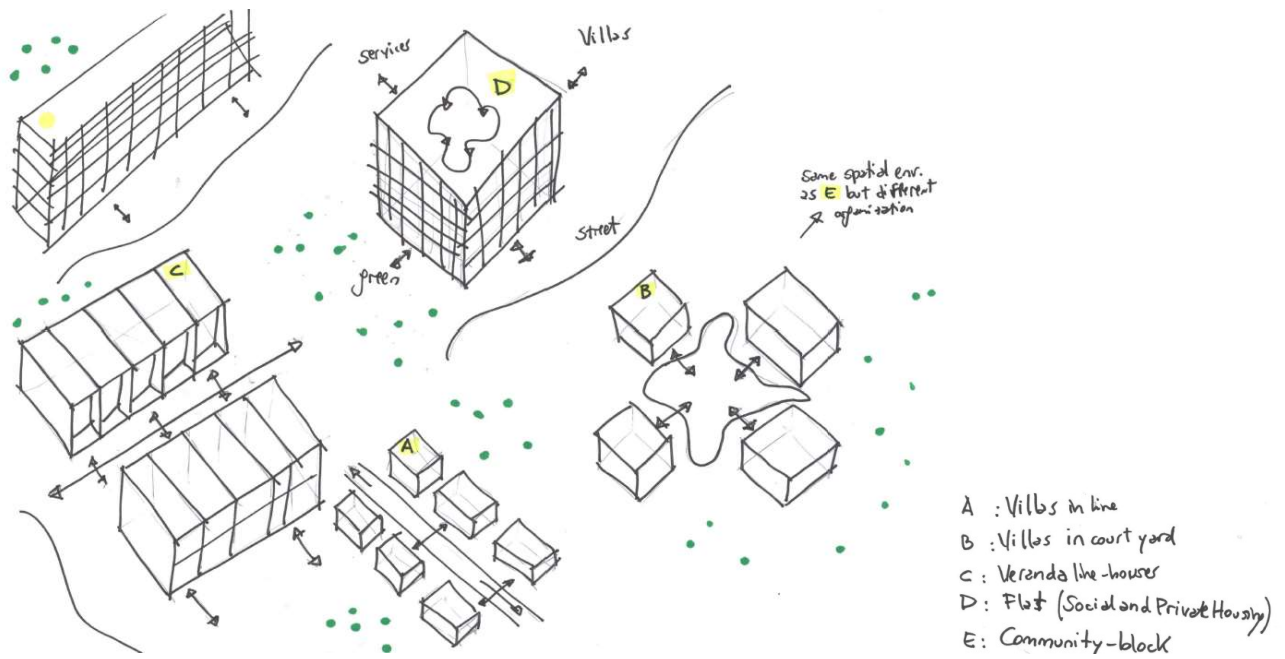 services
Villas
D
green
street
same spatial env.
as E but different
organization
C
B
A
A : Villas in line
B : Villas in court yard
C : Veranda line-houses
D : Flat (Social and Private Housing)
E : Community-block